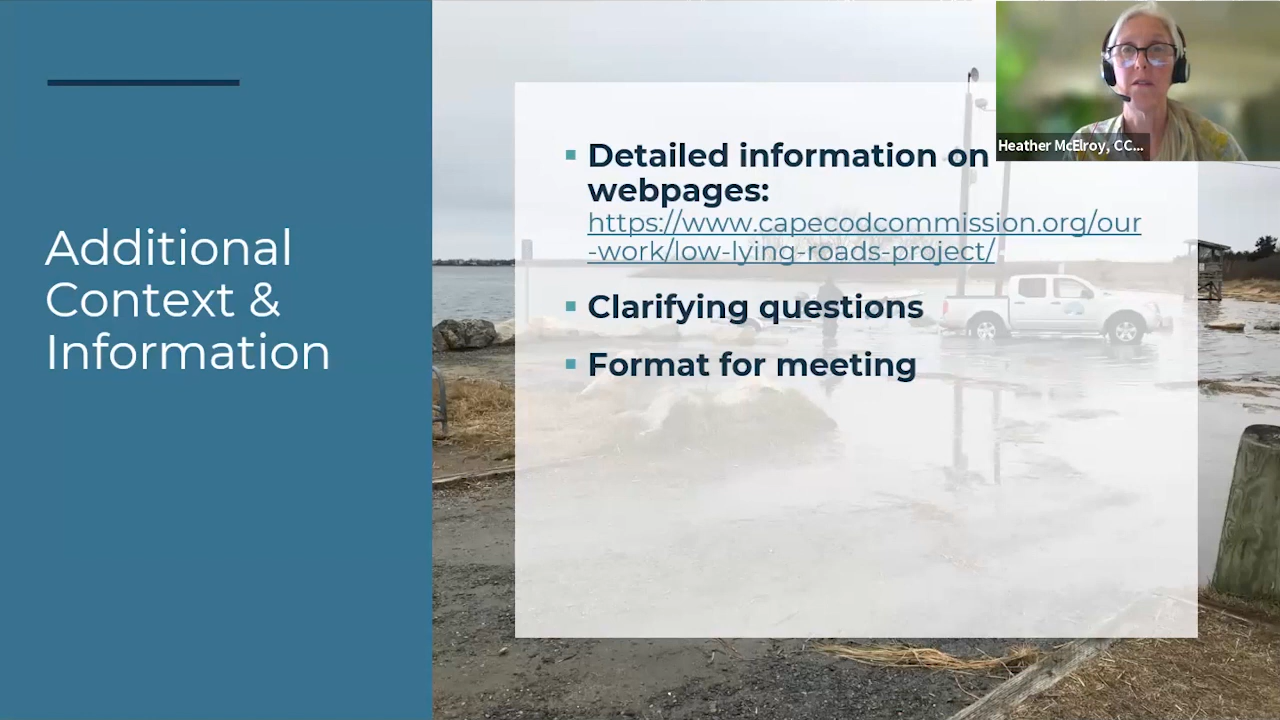 Heather McElroy, CC...
Additional
Context &
Information
Detailed information on
webpages:
https://www.capecodcommission.org/our
-work/low-lying-roads-project/
Clarifying questions
Format for meeting